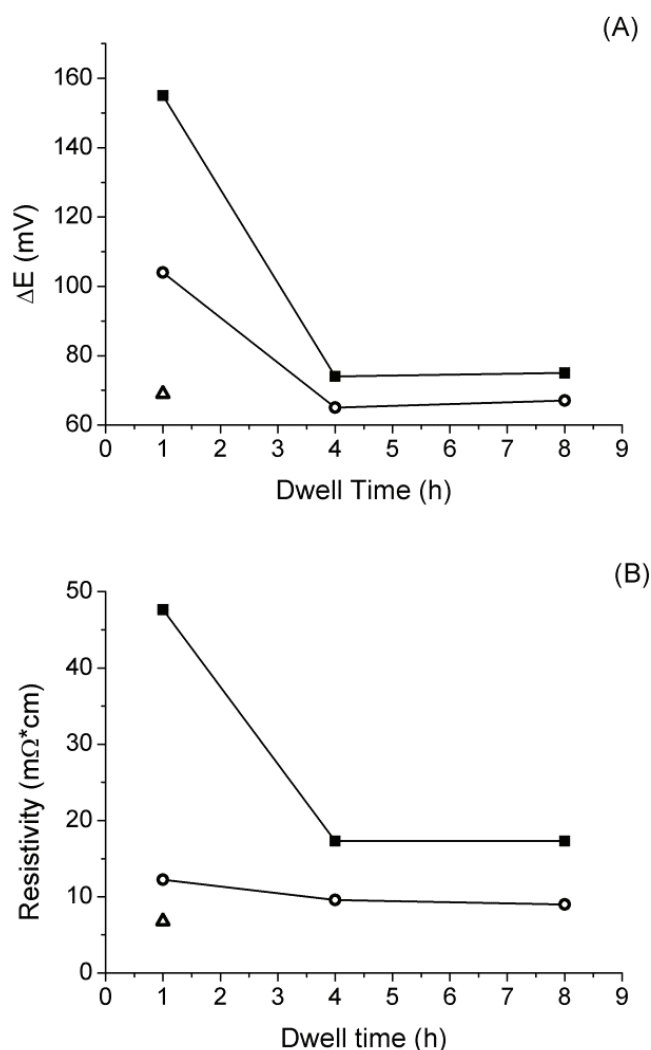 (A)
160
140
120
100
80
60
ΔE (mV)
0 1 2 3 4 5 6 7 8 9
Dwell Time (h)
(B)
50
40
30
20
10
0
Resistivity (mΩ*cm)
0 1 2 3 4 5 6 7 8 9
Dwell time (h)